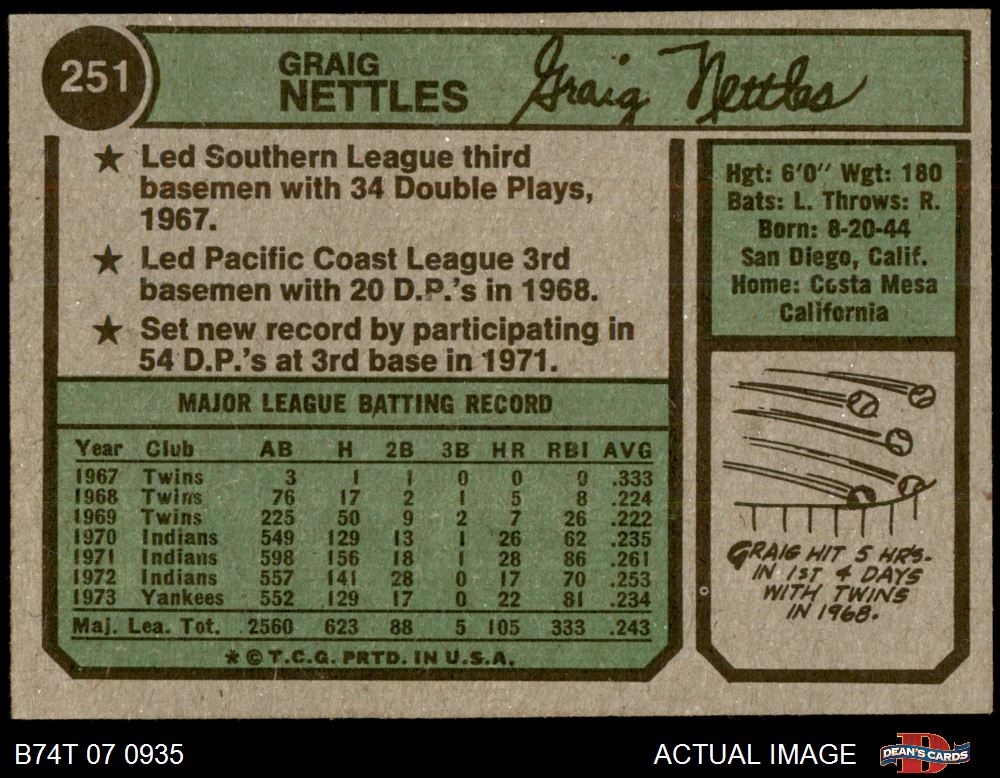 251
GRAIG
NETTLES
Graig Nettles
★ Led Southern League third
basemen with 34 Double Plays,
1967.
★ Led Pacific Coast League 3rd
basemen with 20 D.P.'s in 1968.
★ Set new record by participating in
54 D.P.'s at 3rd base in 1971.
MAJOR LEAGUE BATTING RECORD
Year Club AB H 2B 3B HR RBI AVG
1967 Twins 3 1 1 0 0 0 .333
1968 Twins 76 17 2 1 5 8 .224
1969 Twins 225 50 9 2 7 26 .222
1970 Indians 549 129 13 1 26 62 .235
1971 Indians 598 156 18 1 28 86 .261
1972 Indians 557 141 28 0 17 70 .253
1973 Yankees 552 129 17 0 22 81 .234
Maj. Lea. Tot. 2560 623 88 5 105 333 .243
* © T.C.G. PRTD. IN U.S.A.
Hgt: 6'0" Wgt: 180
Bats: L. Throws: R.
Born: 8-20-44
San Diego, Calif.
Home: Costa Mesa
California
GRAIG HIT 5 HR'S.
IN 1ST 4 DAYS
WITH TWINS
IN 1968.
B74T 07 0935
ACTUAL IMAGE
D
DEAN'S CARDS